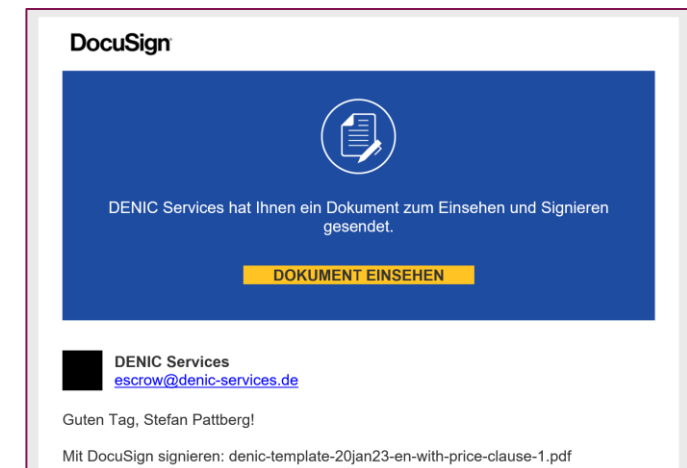 DocuSign
DENIC Services hat Ihnen ein Dokument zum Einsehen und Signieren
gesendet.
DOKUMENT EINSEHEN
DENIC Services
escrow@denic-services.de
Guten Tag, Stefan Pattberg!
Mit DocuSign signieren: denic-template-20jan23-en-with-price-clause-1.pdf